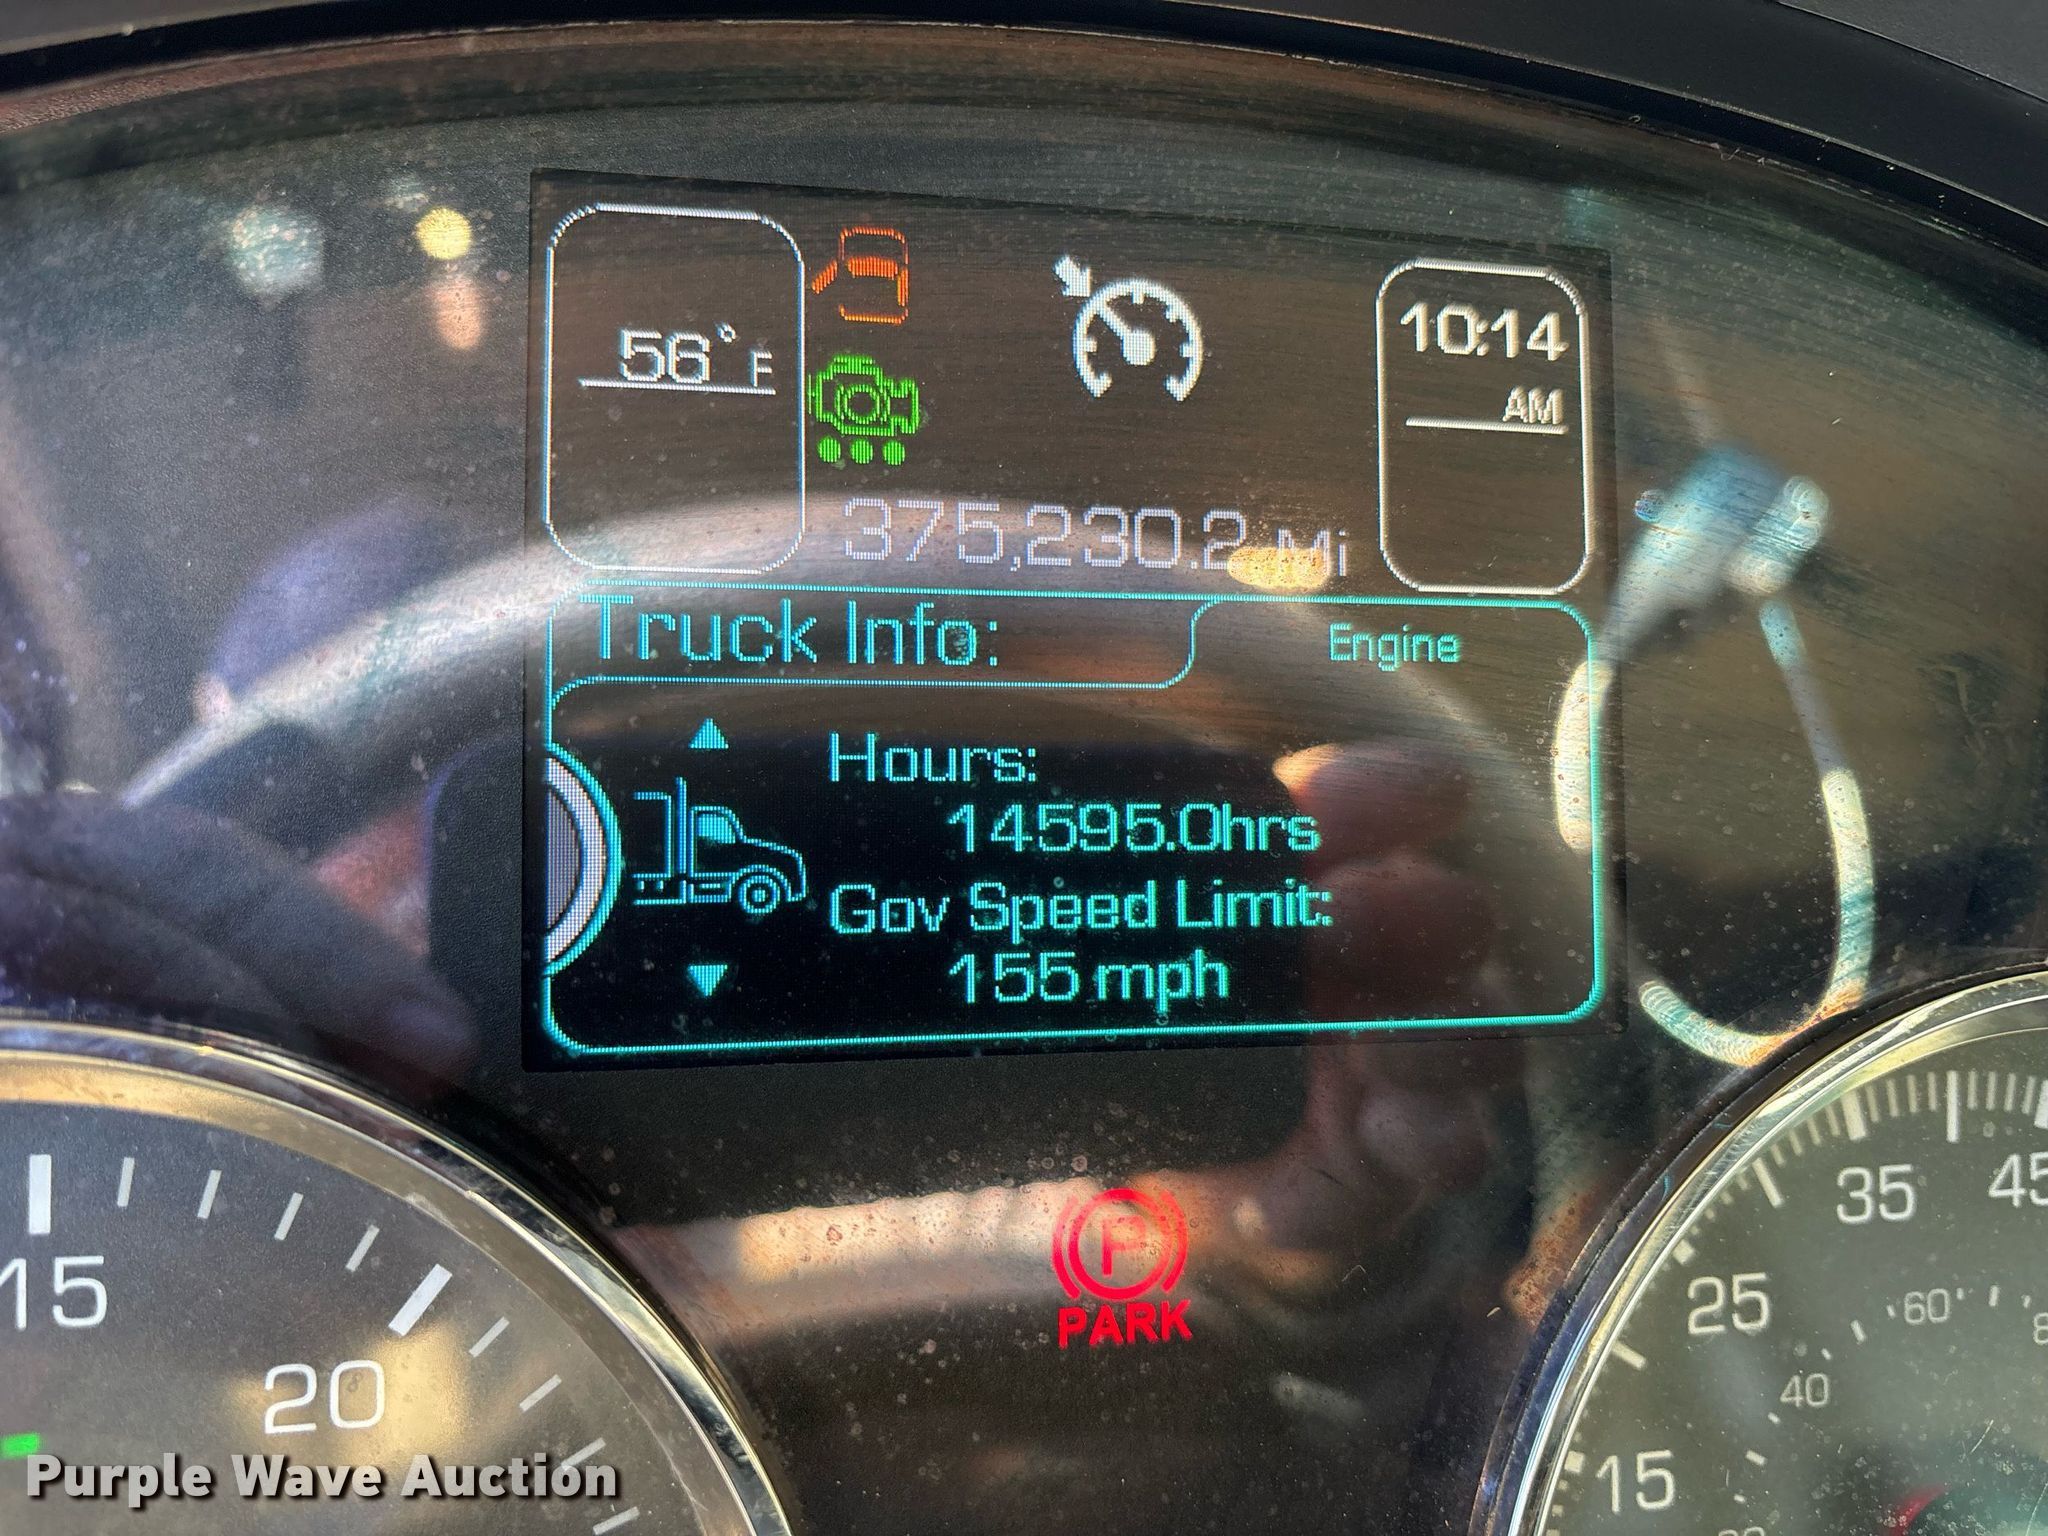 56° F
10:14
AM
375,230.2 Mi
Truck Info:
Engine
Hours:
14595.0hrs
Gov Speed Limit:
155 mph
P
PARK
15
20
45
35
25
15
60
40
Purple Wave Auction